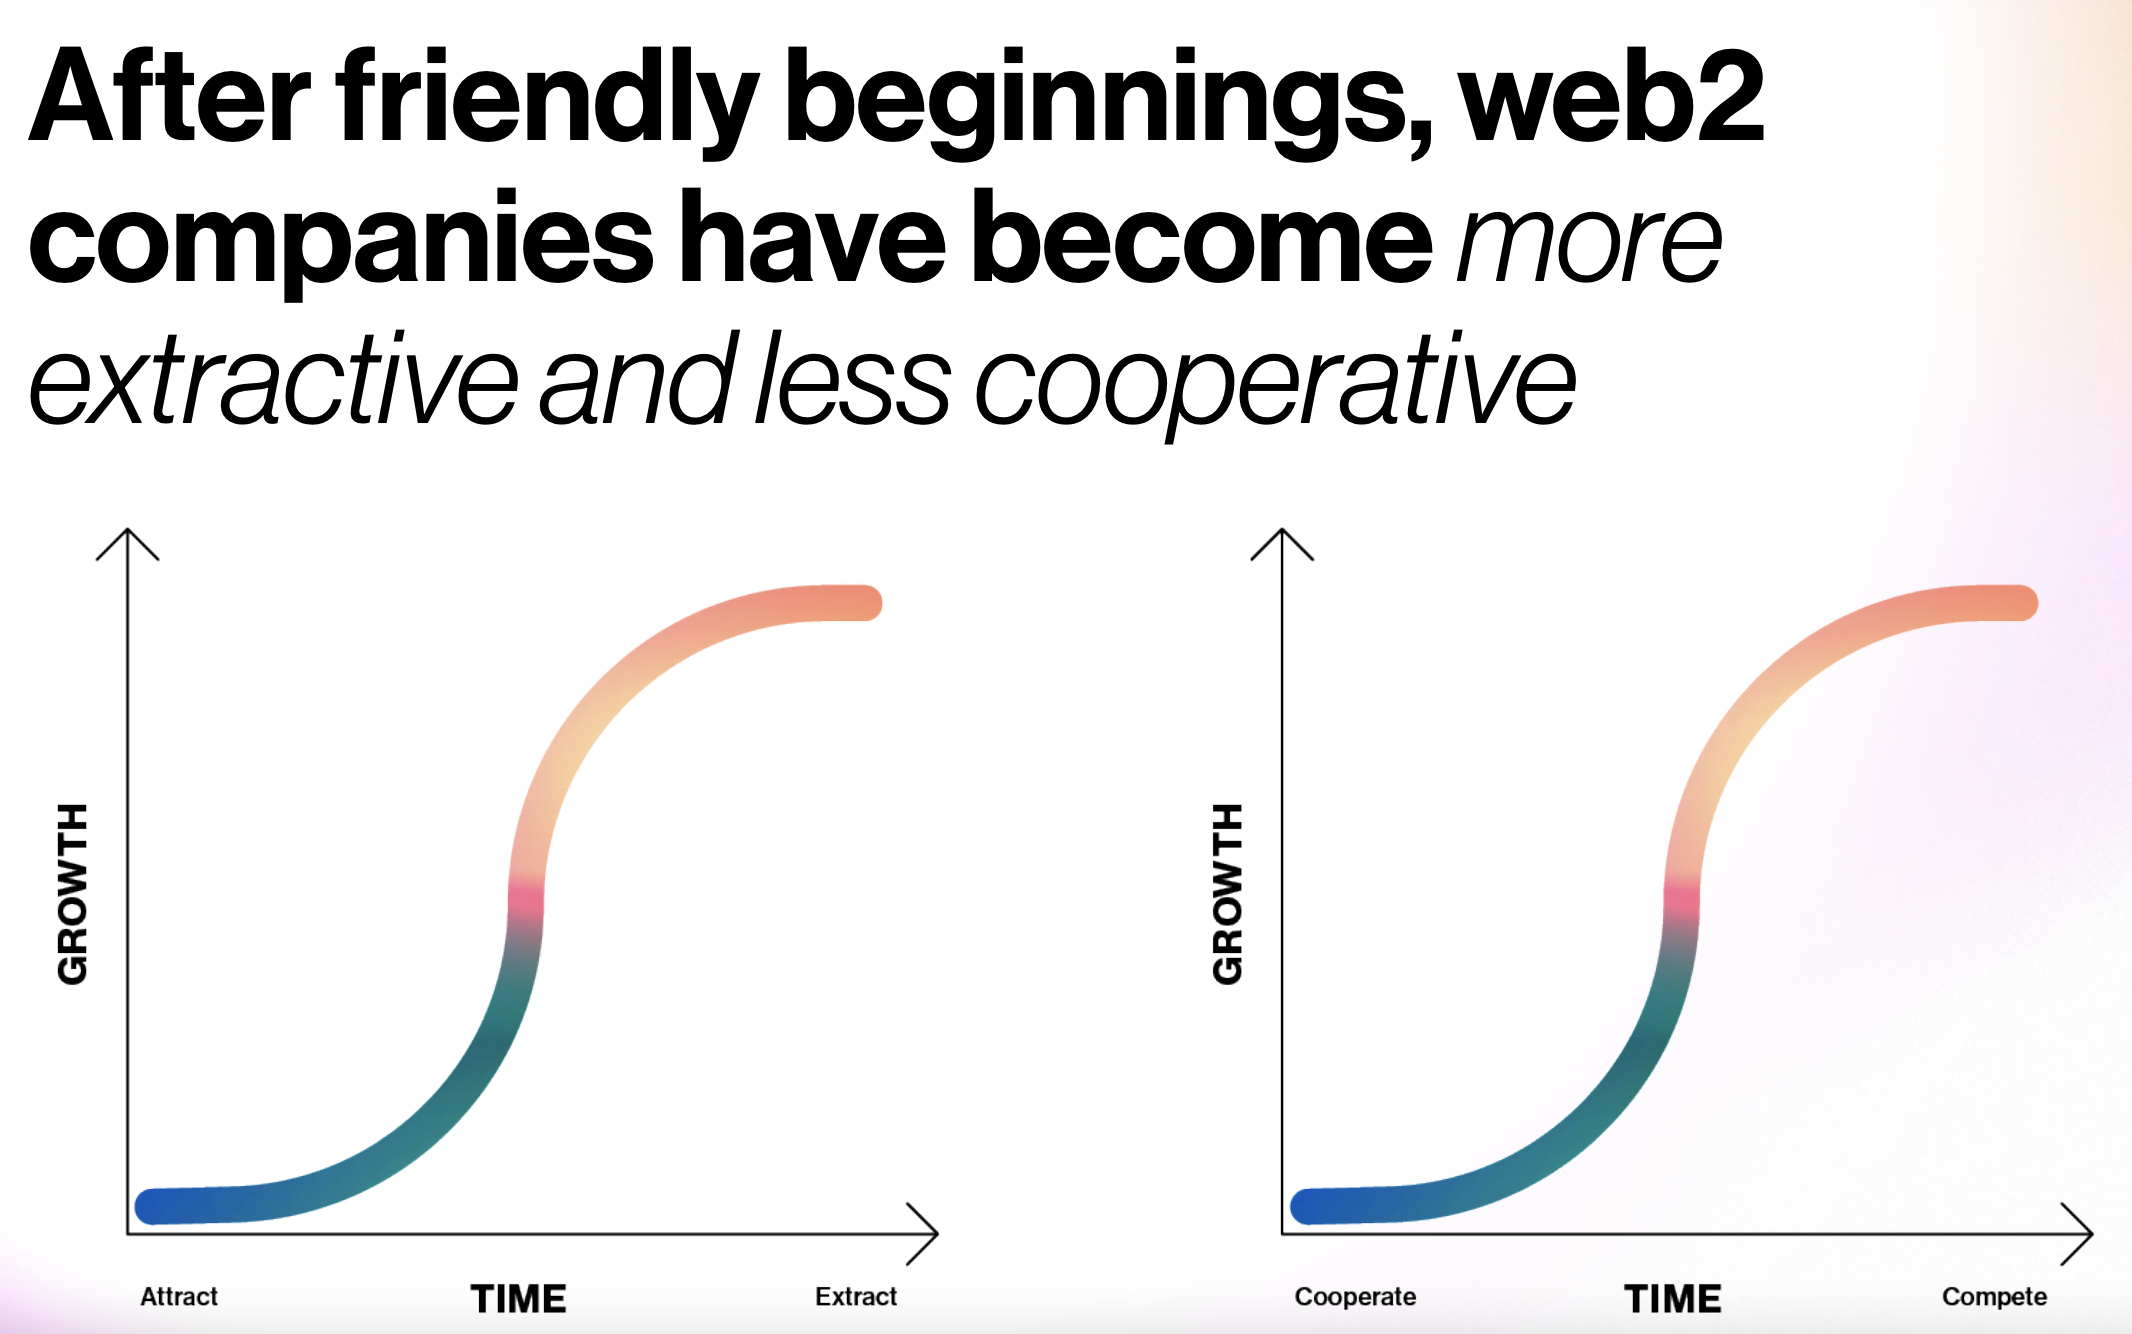 After friendly beginnings, web2
companies have become more
extractive and less cooperative
GROWTH
Attract
TIME
Extract
GROWTH
Cooperate
TIME
Compete